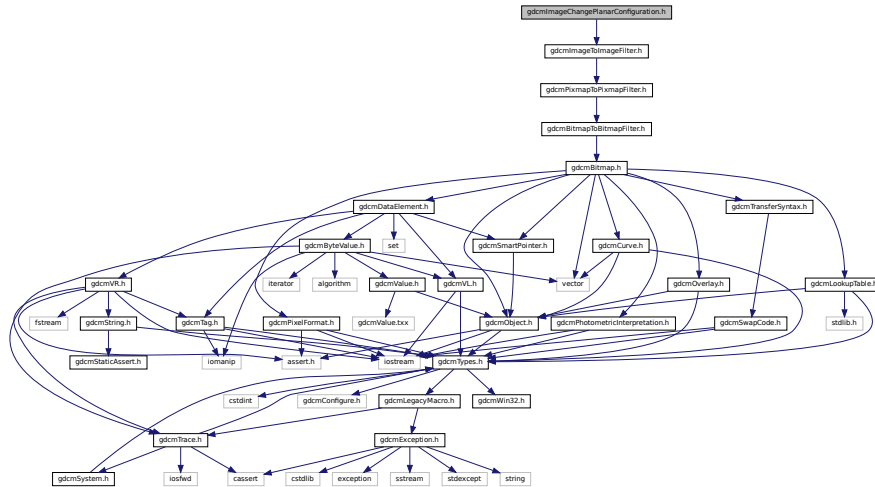 gdcmImageChangePlanarConfiguration.h
gdcmImageToImageFilter.h
gdcmPixmapToPixmapFilter.h
gdcmBitmapToBitmapFilter.h
gdcmBitmap.h
gdcmDataElement.h
gdcmTransferSyntax.h
gdcmByteValue.h
set
gdcmSmartPointer.h
gdcmCurve.h
gdcmVR.h
iterator
algorithm
gdcmValue.h
gdcmVL.h
vector
gdcmOverlay.h
gdcmLookupTable.h
fstream
gdcmString.h
gdcmTag.h
gdcmPixelFormat.h
gdcmValue.txx
gdcmObject.h
gdcmPhotometricInterpretation.h
gdcmSwapCode.h
stdlib.h
gdcmStaticAssert.h
iomanip
assert.h
iostream
gdcmTypes.h
cstdint
gdcmConfigure.h
gdcmLegacyMacro.h
gdcmWin32.h
gdcmTrace.h
gdcmException.h
gdcmSystem.h
iosfwd
cassert
cstdlib
exception
sstream
stdexcept
string